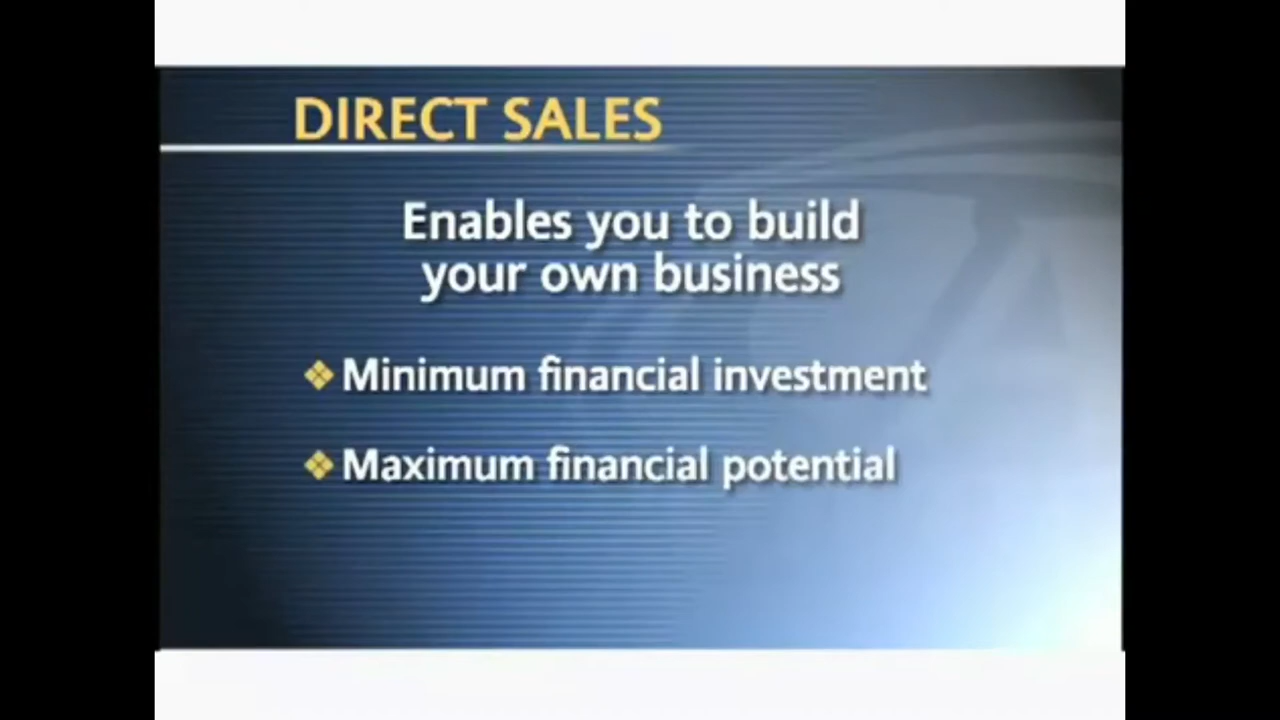 DIRECT SALES
Enables you to build
your own business
❖ Minimum financial investment
❖ Maximum financial potential